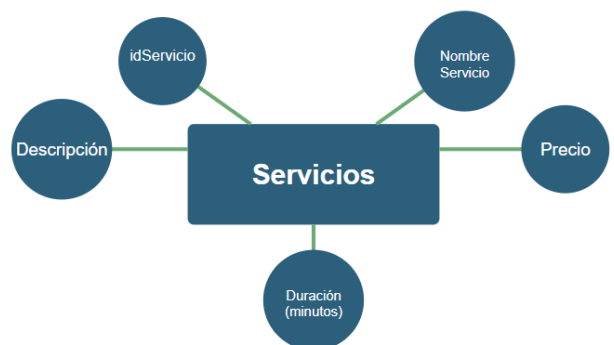 idServicio
Nombre
Servicio
Descripción
Servicios
Precio
Duración
(minutos)